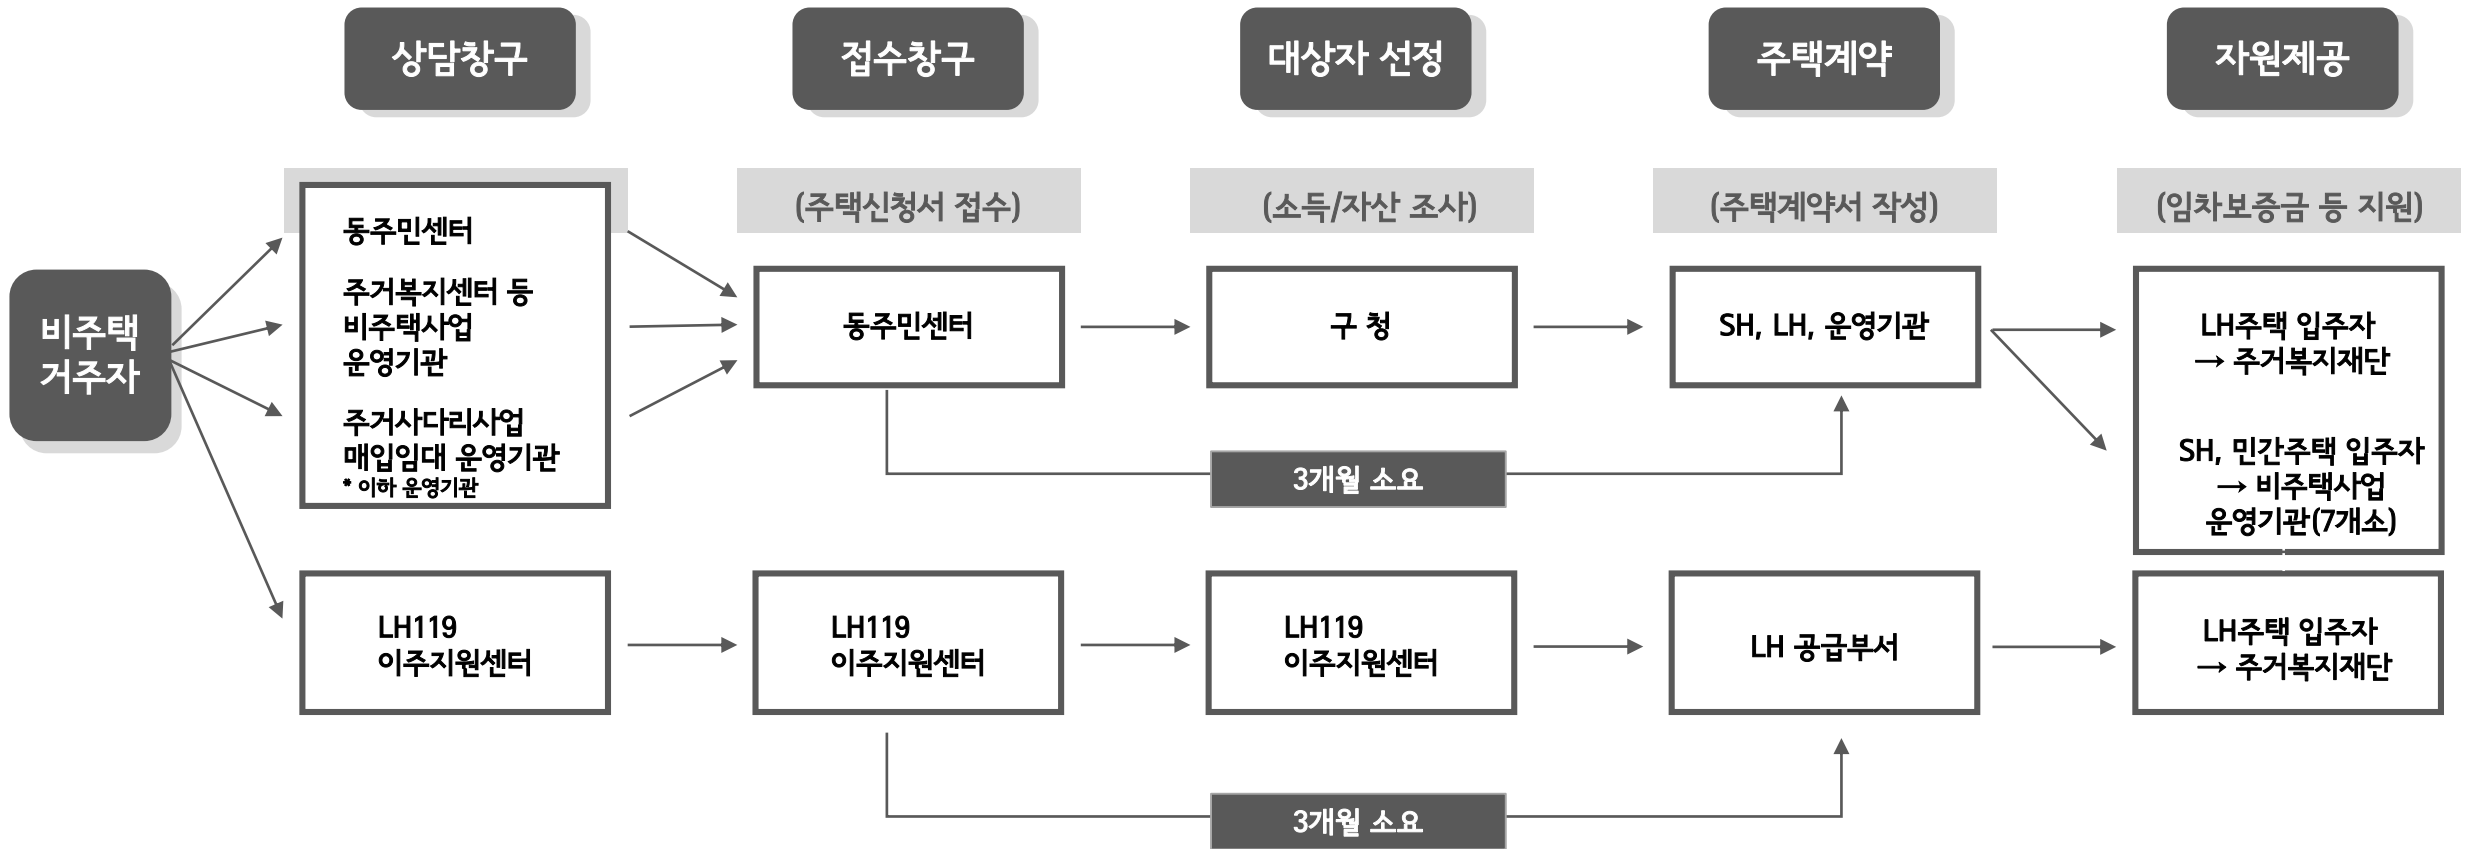 상담창구
접수창구
대상자 선정
주택계약
자원제공
(주택신청서 접수)
(소득/자산 조사)
(주택계약서 작성)
(임차보증금 등 지원)
비주택
거주자
동주민센터
주거복지센터 등
비주택사업
운영기관
주거사다리사업
매입임대 운영기관
* 이하 운영기관
동주민센터
구 청
SH, LH, 운영기관
LH주택 입주자
→ 주거복지재단
SH, 민간주택 입주자
→ 비주택사업
운영기관(7개소)
3개월 소요
LH119
이주지원센터
LH119
이주지원센터
LH119
이주지원센터
LH 공급부서
LH주택 입주자
→ 주거복지재단
3개월 소요